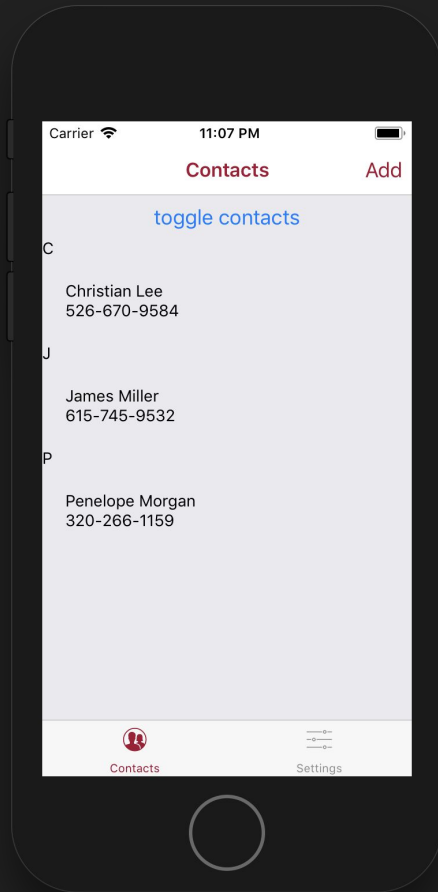 Carrier
11:07 PM
Contacts
Add
toggle contacts
C
Christian Lee
526-670-9584
J
James Miller
615-745-9532
P
Penelope Morgan
320-266-1159
Contacts
Settings